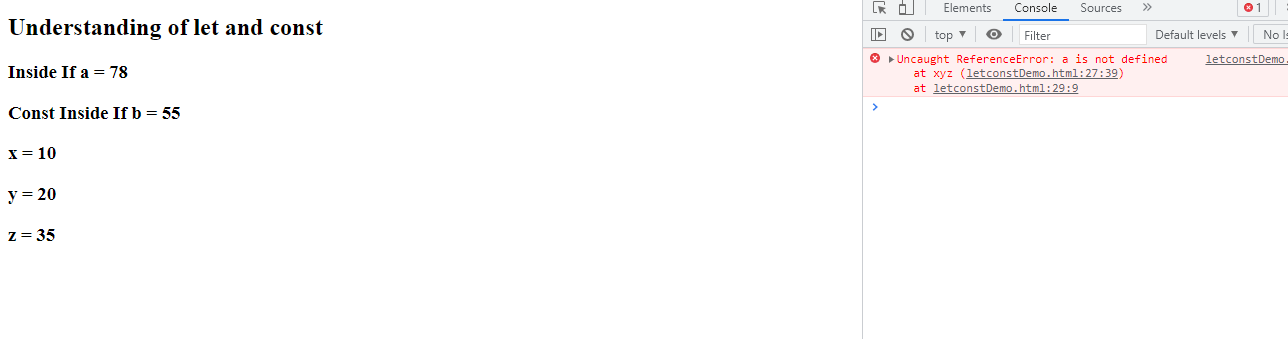 Understanding of let and const
Inside If a = 78
Const Inside If b = 55
x = 10
y = 20
z = 35
Elements Console Sources » 1
top ▼ Filter Default levels ▼ No Is
Uncaught ReferenceError: a is not defined letconstDemo.
at xyz (letconstDemo.html:27:39)
at letconstDemo.html:29:9